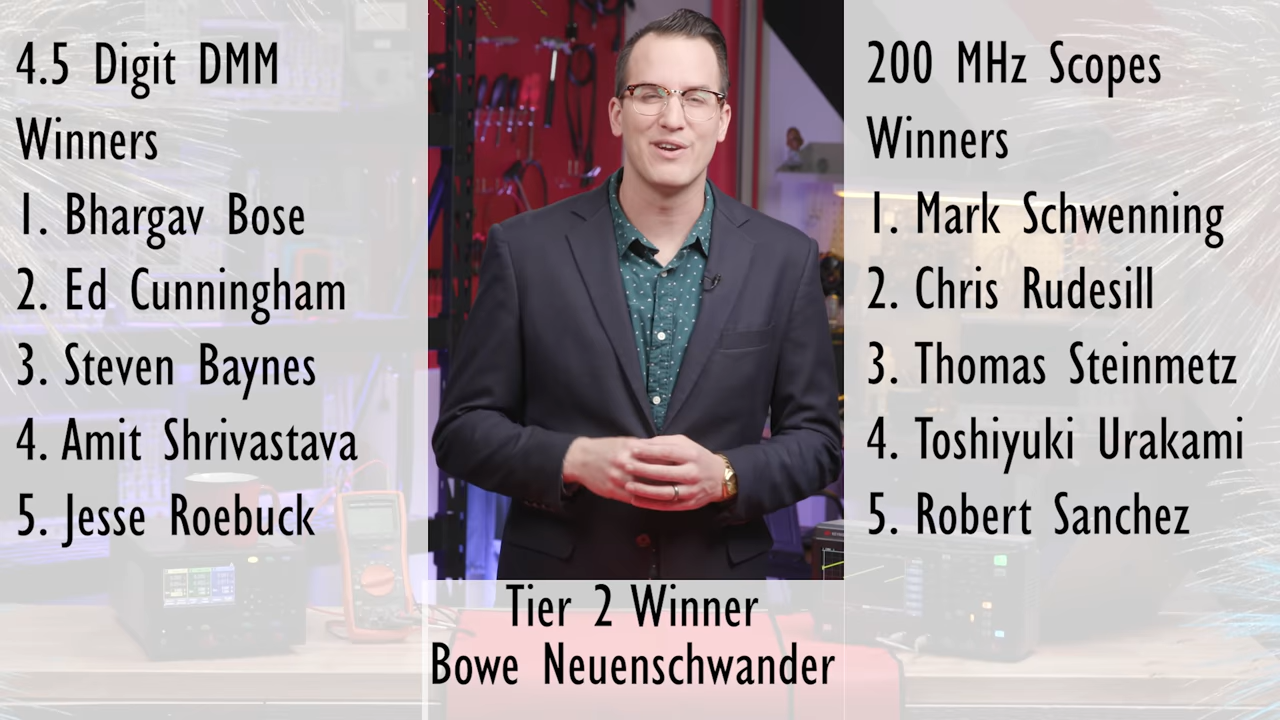 4.5 Digit DMM
Winners
1. Bhargav Bose
2. Ed Cunningham
3. Steven Baynes
4. Amit Shrivastava
5. Jesse Roebuck
200 MHz Scopes
Winners
1. Mark Schwenning
2. Chris Rudesill
3. Thomas Steinmetz
4. Toshiyuki Urakami
5. Robert Sanchez
Tier 2 Winner
Bowe Neuenschwander